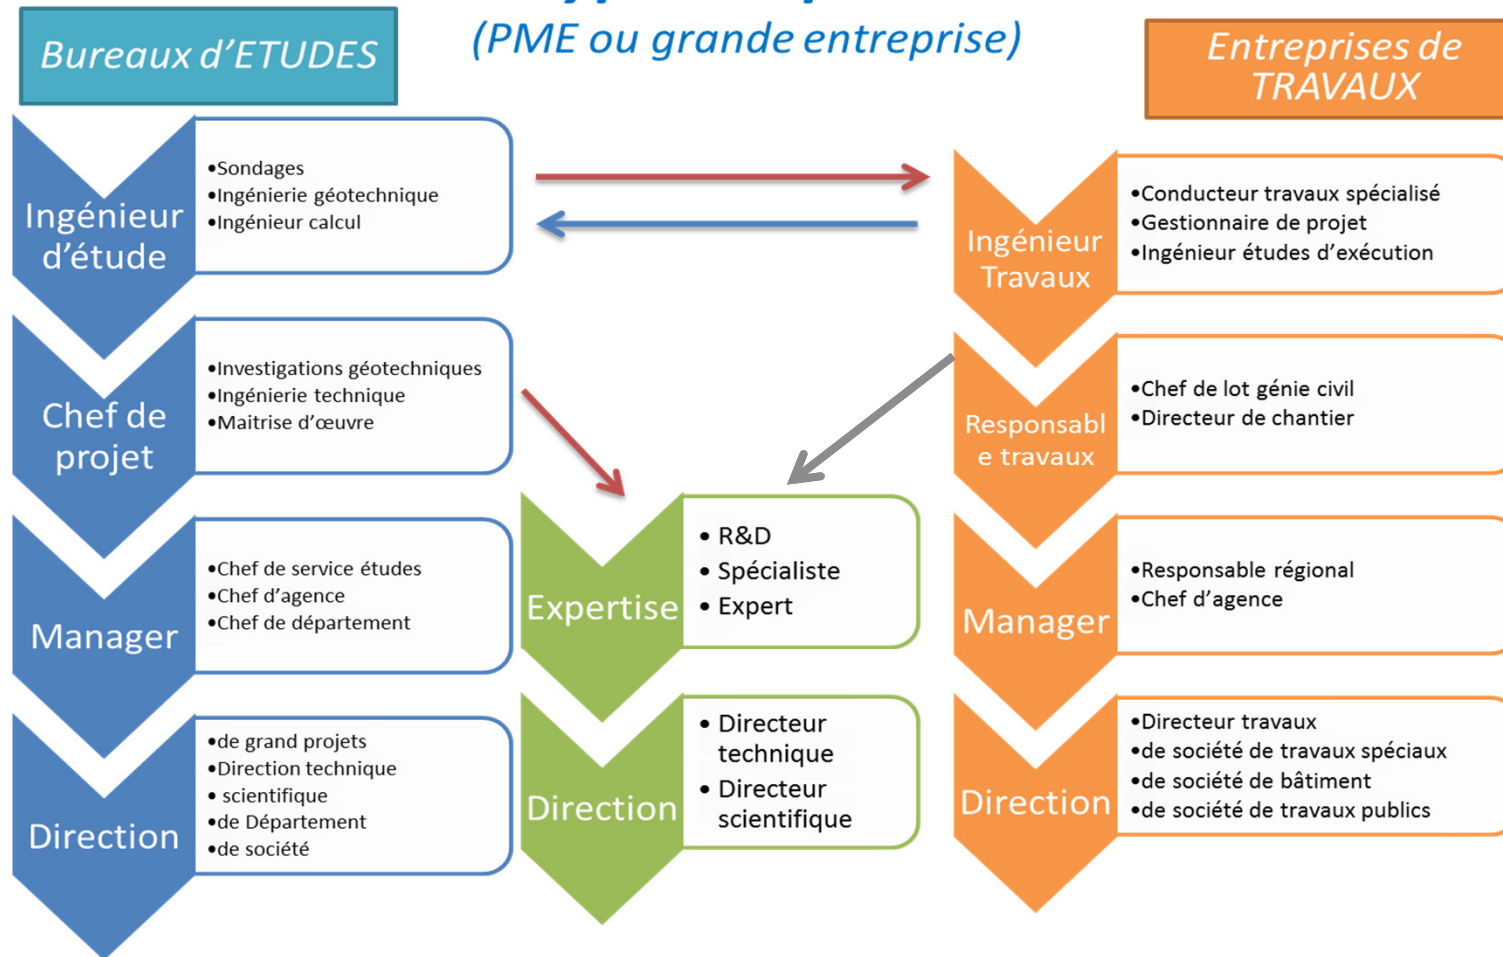 (PME ou grande entreprise)
Bureaux d'ETUDES
Ingénieur
d'étude
•Sondages
•Ingénierie géotechnique
•Ingénieur calcul
Chef de
projet
•Investigations géotechniques
•Ingénierie technique
•Maitrise d'œuvre
Manager
•Chef de service études
•Chef d'agence
•Chef de département
Direction
•de grand projets
•Direction technique
• scientifique
•de Département
•de société
Expertise
• R&D
• Spécialiste
• Expert
Direction
• Directeur
technique
• Directeur
scientifique
Entreprises de
TRAVAUX
Ingénieur
Travaux
•Conducteur travaux spécialisé
•Gestionnaire de projet
•Ingénieur études d'exécution
Responsabl
e travaux
•Chef de lot génie civil
•Directeur de chantier
Manager
•Responsable régional
•Chef d'agence
Direction
•Directeur travaux
•de société de travaux spéciaux
•de société de bâtiment
•de société de travaux publics